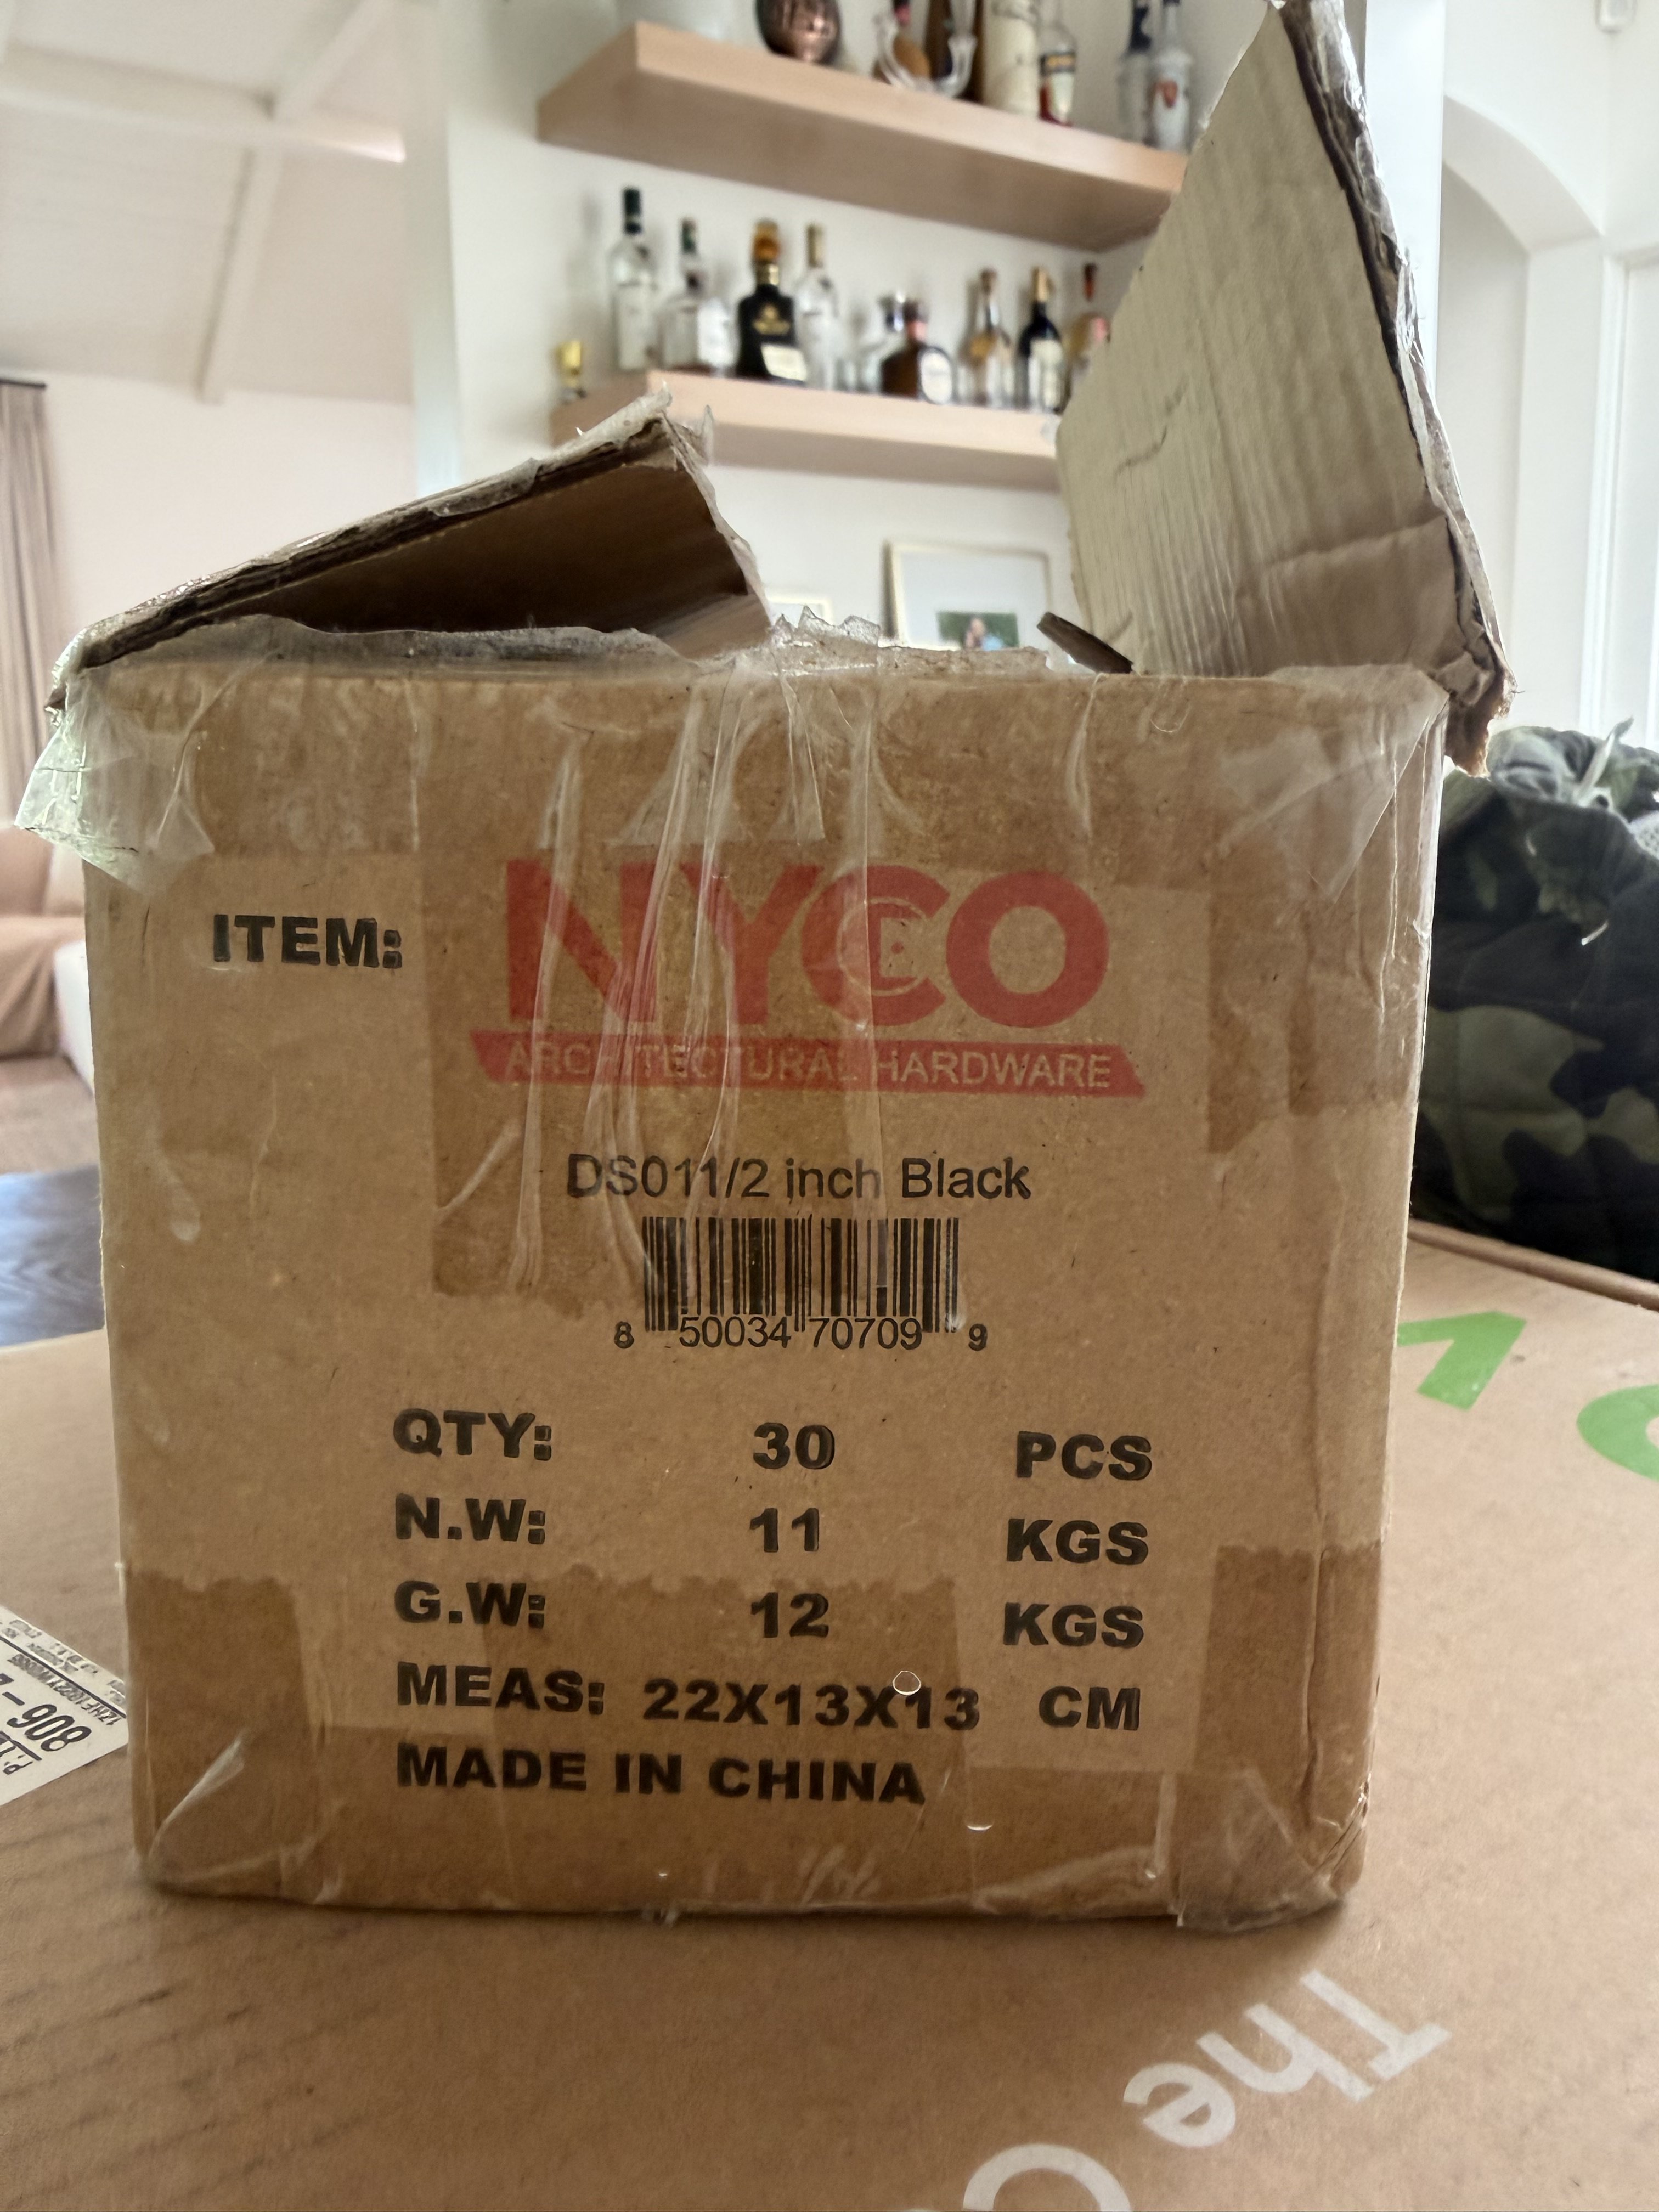 ITEM:
NYCO
ARCHITECTURAL HARDWARE
DS011/2 inch Black
8 50034 70709 9
QTY: 30 PCS
N.W: 11 KGS
G.W: 12 KGS
MEAS: 22X13X13 CM
MADE IN CHINA
The